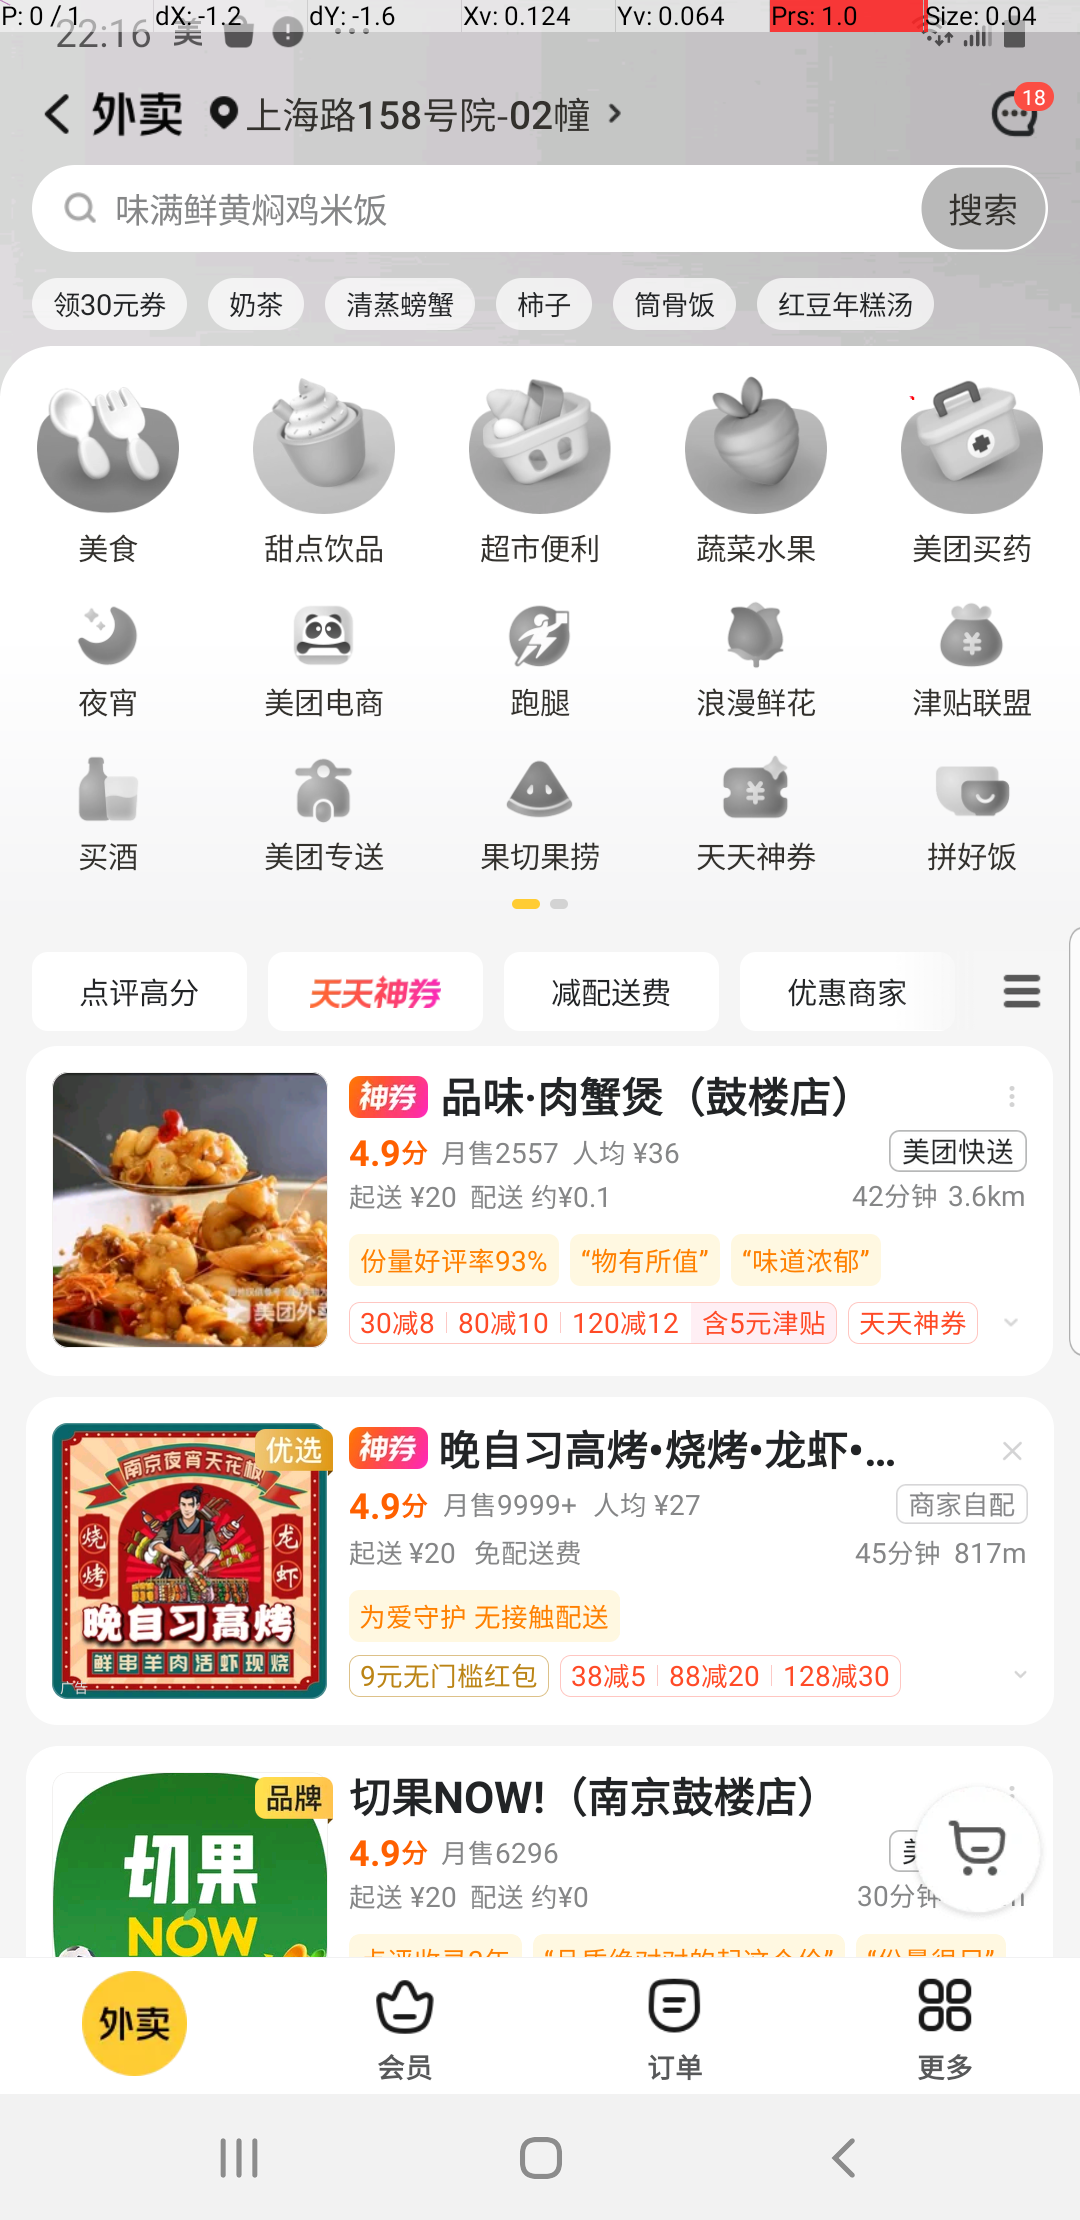 P: 0 / 1 dX: -1.2 dY: -1.6 Xv: 0.124 Yv: 0.064 Prs: 1.0 Size: 0.04
22:16 美
外卖 上海路158号院-02幢
18
味满鲜黄焖鸡米饭 搜索
领30元券 奶茶 清蒸螃蟹 柿子 筒骨饭 红豆年糕汤
美食 甜点饮品 超市便利 蔬菜水果 美团买药
夜宵 美团电商 跑腿 浪漫鲜花 津贴联盟
买酒 美团专送 果切果捞 天天神券 拼好饭
点评高分 天天神券 减配送费 优惠商家
神券 品味·肉蟹煲（鼓楼店）
4.9分 月售2557 人均 ¥36 美团快送
起送 ¥20 配送 约¥0.1 42分钟 3.6km
份量好评率93% “物有所值” “味道浓郁”
美团外卖
30减8 80减10 120减12 含5元津贴 天天神券
优选
神券 晚自习高烤•烧烤•龙虾•...
南京夜宵天花板
4.9分 月售9999+ 人均 ¥27 商家自配
烧烤 龙虾
起送 ¥20 免配送费 45分钟 817m
晚自习高烤
为爱守护 无接触配送
鲜串羊肉活虾现烧
广告
9元无门槛红包 38减5 88减20 128减30
品牌
切果NOW!（南京鼓楼店）
切果
NOW
4.9分 月售6296
起送 ¥20 配送 约¥0 30分钟
外卖 会员 订单 更多